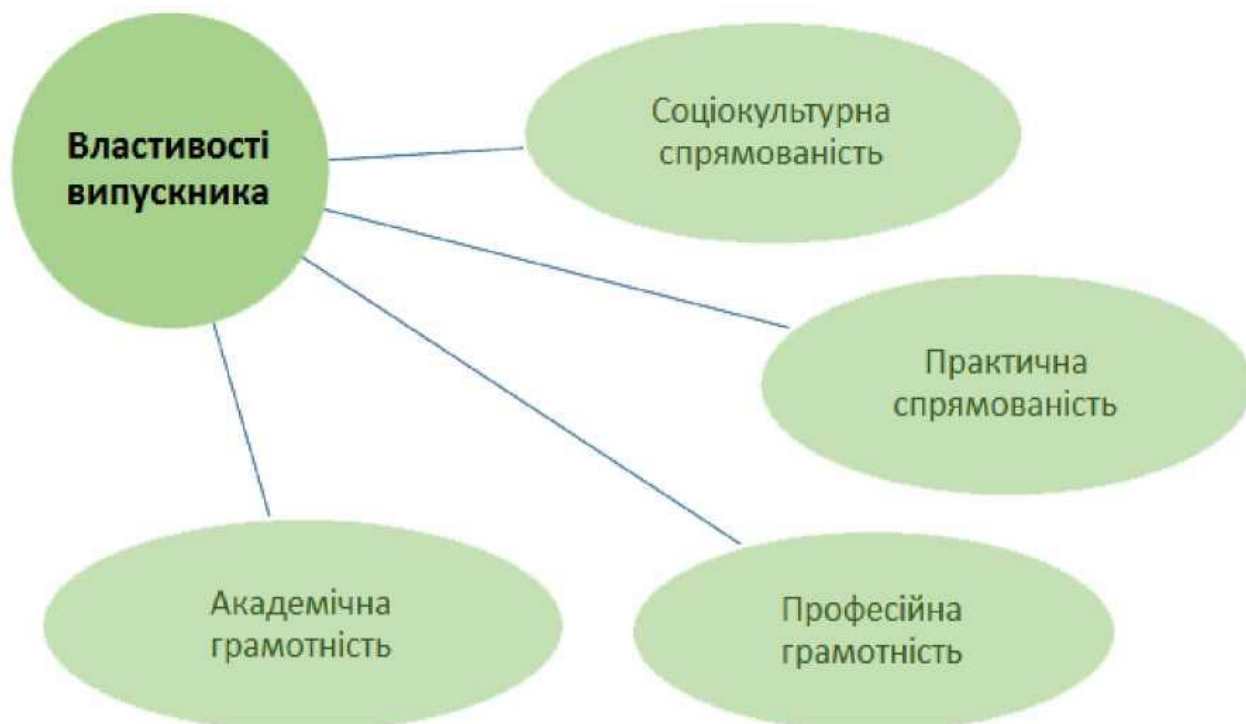 Властивості
випускника
Соціокультурна
спрямованість
Практична
спрямованість
Професійна
грамотність
Академічна
грамотність